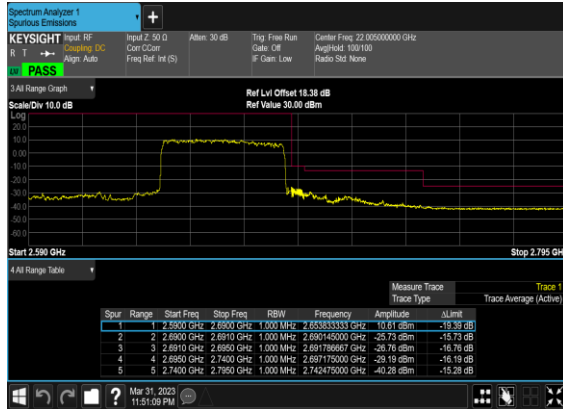 Spectrum Analyzer 1
Spurious Emissions
+
KEYSIGHT Input: RF Input Z: 50 Ω Atten: 30 dB Trig: Free Run Center Freq: 22.005000000 GHz
R T Coupling: DC Corr CCorr Gate: Off Avg|Hold: 100/100
Align: Auto Freq Ref: Int (S) IF Gain: Low Radio Std: None
PASS
3 All Range Graph
Ref Lvl Offset 18.38 dB
Scale/Div 10.0 dB Ref Value 30.00 dBm
Log
20.0
10.0
0.00
-10.0
-20.0
-30.0
-40.0
-50.0
-60.0
Start 2.590 GHz Stop 2.795 GH
4 All Range Table
Measure Trace Trace 1
Trace Type Trace Average (Active)
Spur Range Start Freq Stop Freq RBW Frequency Amplitude ΔLimit
1 1 2.5900 GHz 2.6900 GHz 1.000 MHz 2.653833333 GHz 10.61 dBm -19.39 dB
2 2 2.6900 GHz 2.6910 GHz 1.000 MHz 2.690145000 GHz -25.73 dBm -15.73 dB
3 3 2.6910 GHz 2.6950 GHz 1.000 MHz 2.691786667 GHz -26.76 dBm -16.76 dB
4 4 2.6950 GHz 2.7400 GHz 1.000 MHz 2.697175000 GHz -29.19 dBm -16.19 dB
5 5 2.7400 GHz 2.7950 GHz 1.000 MHz 2.742475000 GHz -40.28 dBm -15.28 dB
?
Mar 31, 2023
11:51:09 PM